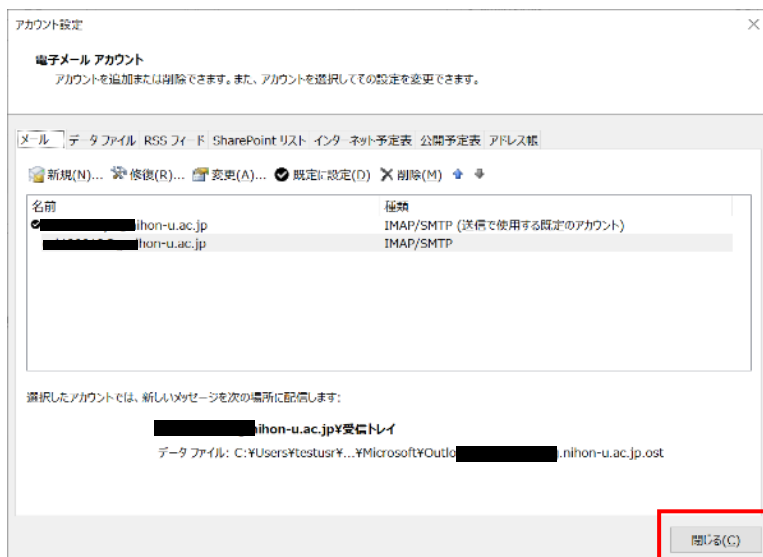 アカウント設定
電子メール アカウント
アカウントを追加または削除できます。また、アカウントを選択してその設定を変更できます。
メール データ ファイル RSS フィード SharePoint リスト インターネット予定表 公開予定表 アドレス帳
新規(N)... 修復(R)... 変更(A)... 既定に設定(D) 削除(M)
名前 種類
ihon-u.ac.jp IMAP/SMTP (送信で使用する既定のアカウント)
hon-u.ac.jp IMAP/SMTP
選択したアカウントでは、新しいメッセージを次の場所に配信します:
ihon-u.ac.jp¥受信トレイ
データ ファイル: C:¥Users¥testusr¥...¥Microsoft¥Outlo .nihon-u.ac.jp.ost
閉じる(C)